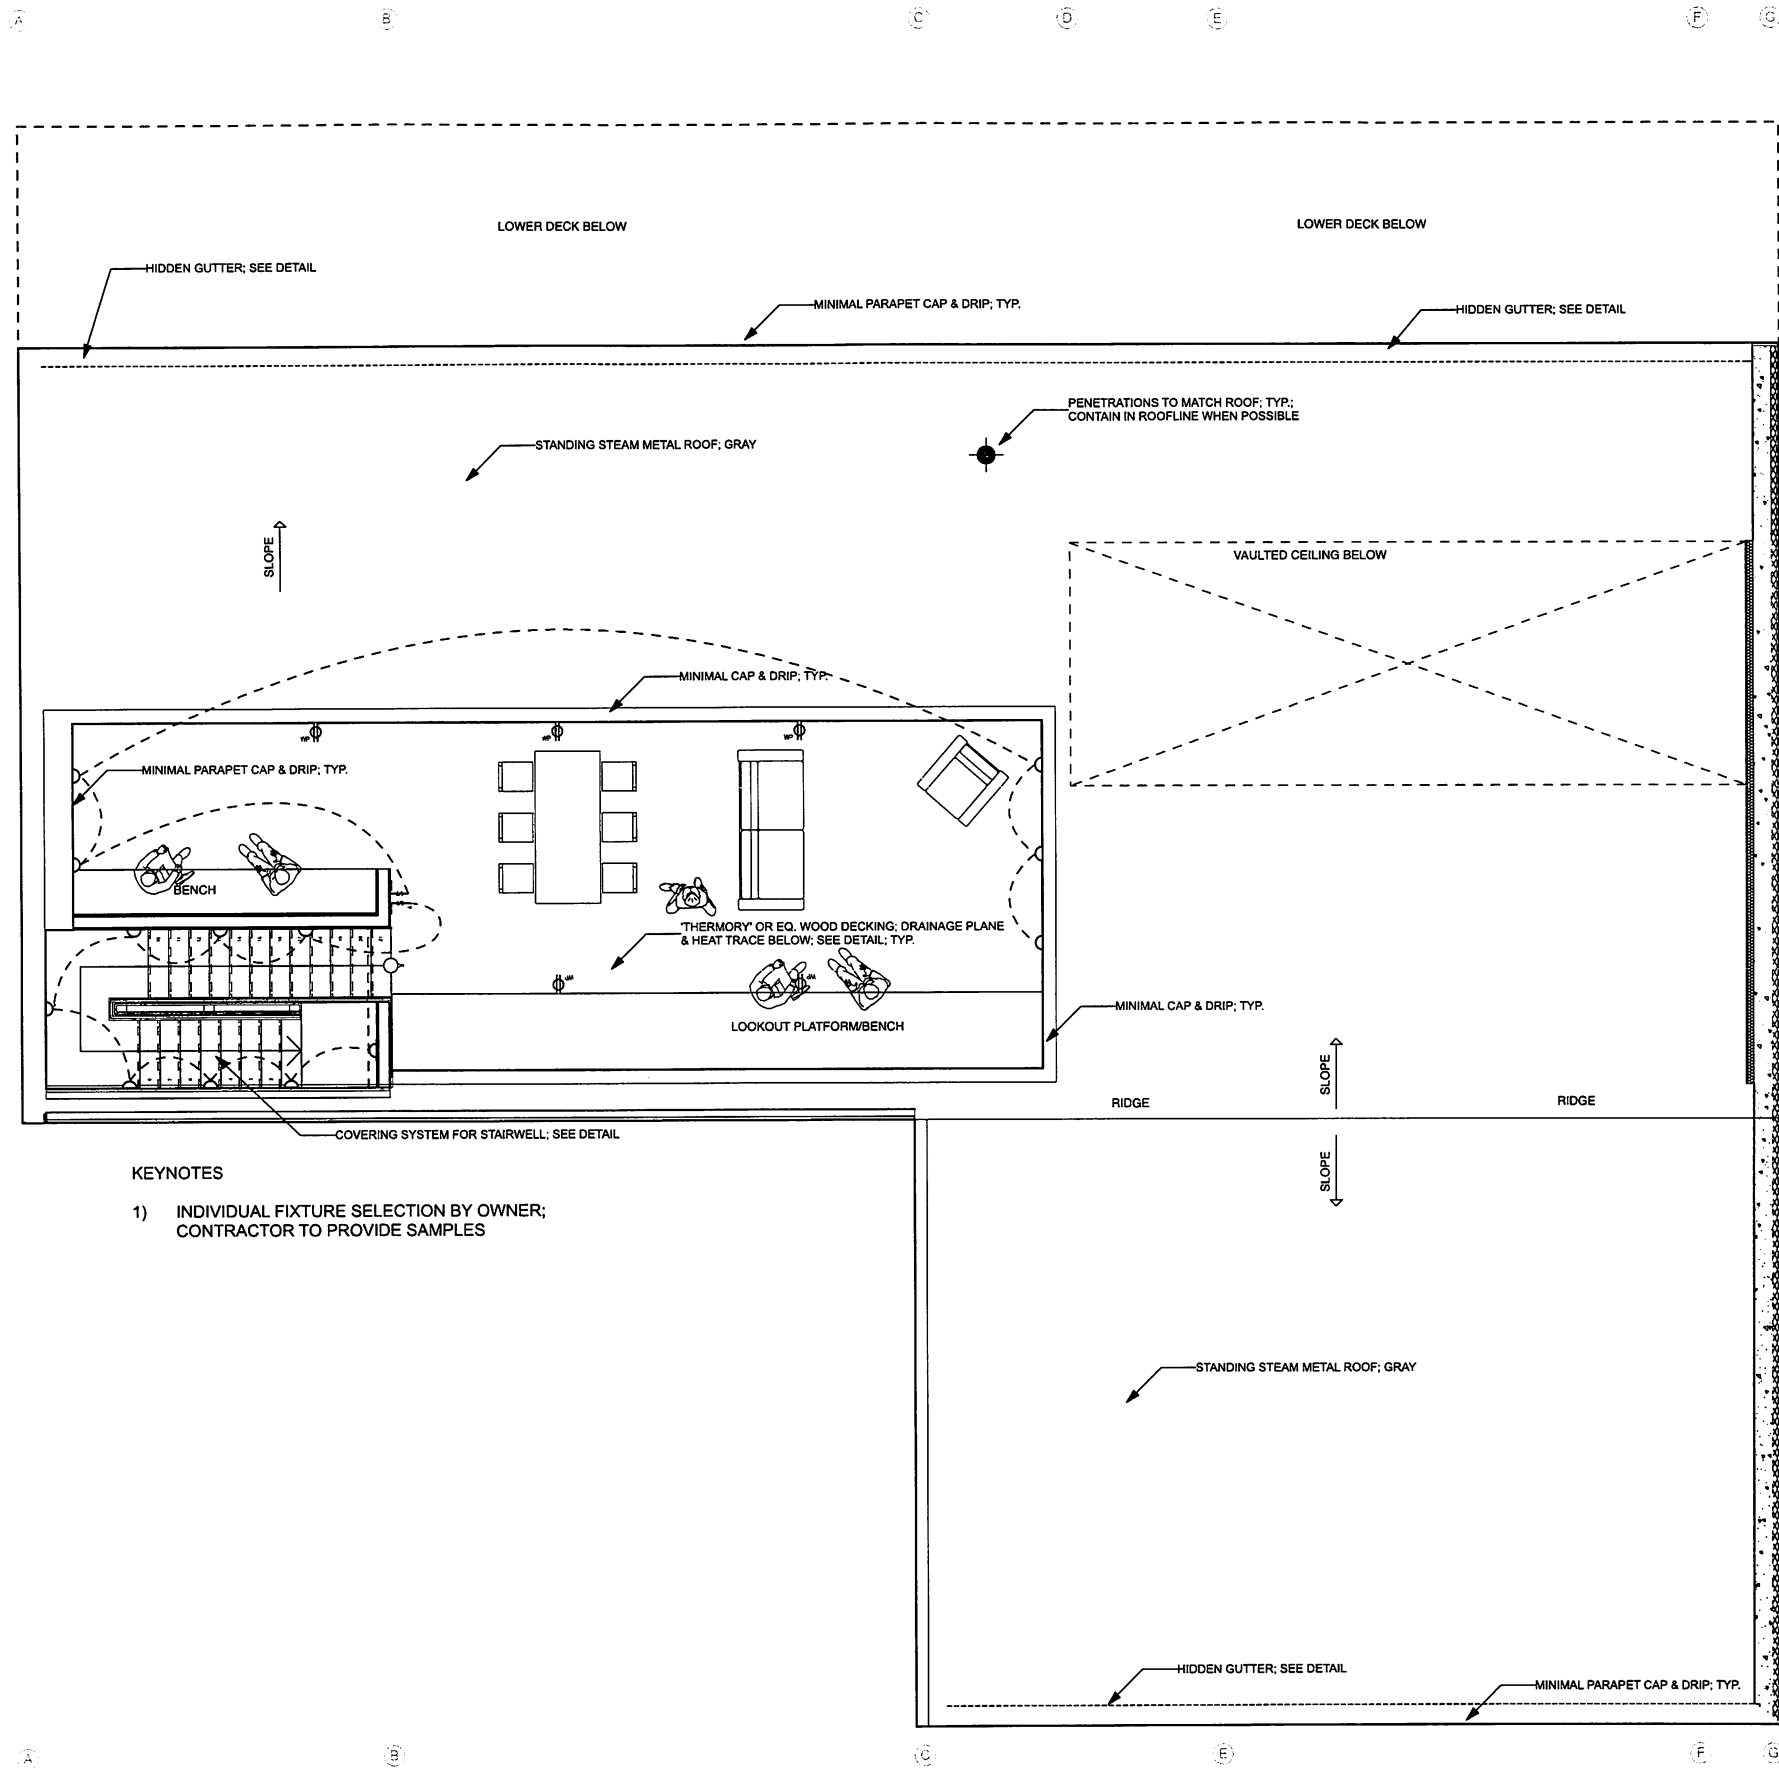 A B C D E F G
LOWER DECK BELOW
LOWER DECK BELOW
HIDDEN GUTTER; SEE DETAIL
MINIMAL PARAPET CAP & DRIP; TYP.
HIDDEN GUTTER; SEE DETAIL
PENETRATIONS TO MATCH ROOF; TYP.;
CONTAIN IN ROOFLINE WHEN POSSIBLE
STANDING STEAM METAL ROOF; GRAY
SLOPE
VAULTED CEILING BELOW
MINIMAL CAP & DRIP; TYP.
WP
WP
WP
MINIMAL PARAPET CAP & DRIP; TYP.
BENCH
'THERMORY' OR EQ. WOOD DECKING; DRAINAGE PLANE
& HEAT TRACE BELOW; SEE DETAIL; TYP.
WP
WP
LOOKOUT PLATFORM/BENCH
MINIMAL CAP & DRIP; TYP.
SLOPE
RIDGE
RIDGE
COVERING SYSTEM FOR STAIRWELL; SEE DETAIL
SLOPE
KEYNOTES
1) INDIVIDUAL FIXTURE SELECTION BY OWNER;
CONTRACTOR TO PROVIDE SAMPLES
STANDING STEAM METAL ROOF; GRAY
HIDDEN GUTTER; SEE DETAIL
MINIMAL PARAPET CAP & DRIP; TYP.
A B C E F G